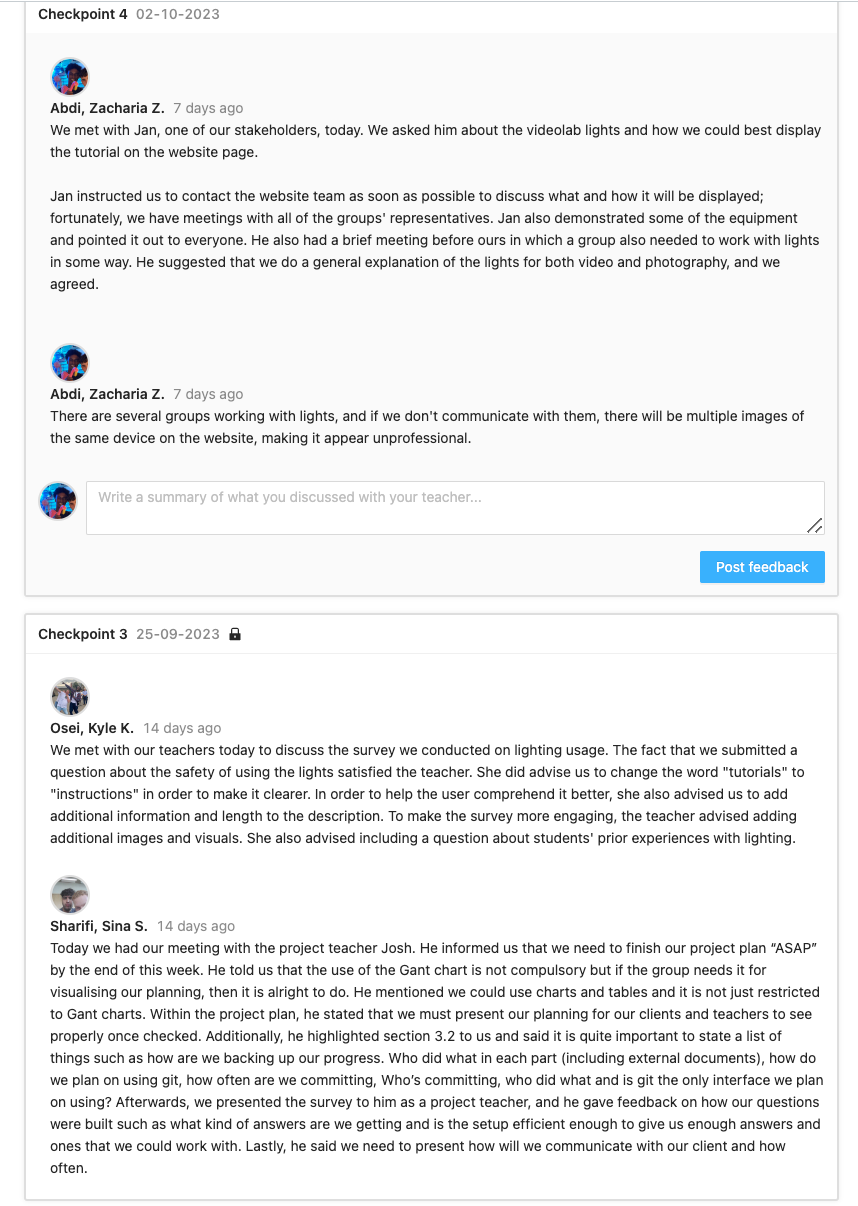 Checkpoint 4 02-10-2023
Abdi, Zacharia Z. 7 days ago
We met with Jan, one of our stakeholders, today. We asked him about the videolab lights and how we could best display
the tutorial on the website page.
Jan instructed us to contact the website team as soon as possible to discuss what and how it will be displayed;
fortunately, we have meetings with all of the groups' representatives. Jan also demonstrated some of the equipment
and pointed it out to everyone. He also had a brief meeting before ours in which a group also needed to work with lights
in some way. He suggested that we do a general explanation of the lights for both video and photography, and we
agreed.
Abdi, Zacharia Z. 7 days ago
There are several groups working with lights, and if we don't communicate with them, there will be multiple images of
the same device on the website, making it appear unprofessional.
Write a summary of what you discussed with your teacher...
Post feedback
Checkpoint 3 25-09-2023
Osei, Kyle K. 14 days ago
We met with our teachers today to discuss the survey we conducted on lighting usage. The fact that we submitted a
question about the safety of using the lights satisfied the teacher. She did advise us to change the word "tutorials" to
"instructions" in order to make it clearer. In order to help the user comprehend it better, she also advised us to add
additional information and length to the description. To make the survey more engaging, the teacher advised adding
additional images and visuals. She also advised including a question about students' prior experiences with lighting.
Sharifi, Sina S. 14 days ago
Today we had our meeting with the project teacher Josh. He informed us that we need to finish our project plan “ASAP”
by the end of this week. He told us that the use of the Gant chart is not compulsory but if the group needs it for
visualising our planning, then it is alright to do. He mentioned we could use charts and tables and it is not just restricted
to Gant charts. Within the project plan, he stated that we must present our planning for our clients and teachers to see
properly once checked. Additionally, he highlighted section 3.2 to us and said it is quite important to state a list of
things such as how are we backing up our progress. Who did what in each part (including external documents), how do
we plan on using git, how often are we committing, Who’s committing, who did what and is git the only interface we plan
on using? Afterwards, we presented the survey to him as a project teacher, and he gave feedback on how our questions
were built such as what kind of answers are we getting and is the setup efficient enough to give us enough answers and
ones that we could work with. Lastly, he said we need to present how will we communicate with our client and how
often.